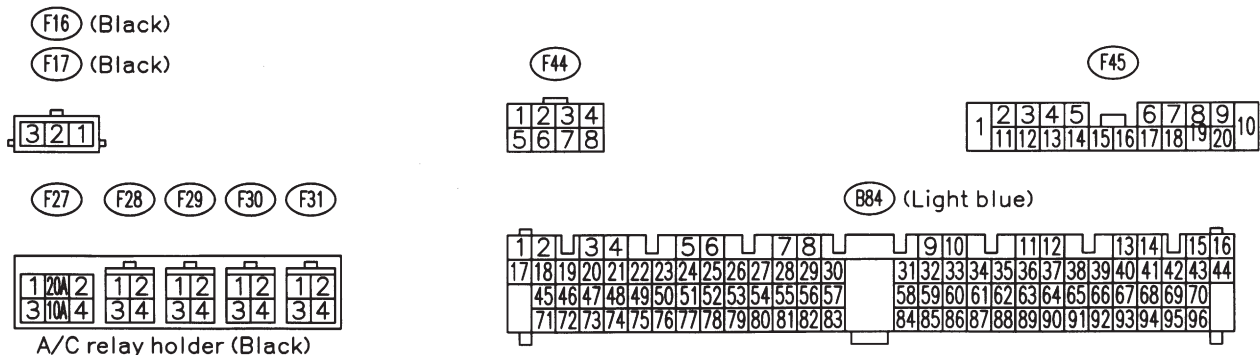 F16 (Black)
F17 (Black)
F44
F45
3 2 1
1 2 3 4
5 6 7 8
1 2 3 4 5 6 7 8 9 10
11 12 13 14 15 16 17 18 19 20
F27 F28 F29 F30 F31
B84 (Light blue)
1 20A 2 1 2 1 2 1 2 1 2
3 10A 4 3 4 3 4 3 4 3 4
A/C relay holder (Black)
1 2 3 4 5 6 7 8 9 10 11 12 13 14 15 16
17 18 19 20 21 22 23 24 25 26 27 28 29 30 31 32 33 34 35 36 37 38 39 40 41 42 43 44
45 46 47 48 49 50 51 52 53 54 55 56 57 58 59 60 61 62 63 64 65 66 67 68 69 70
71 72 73 74 75 76 77 78 79 80 81 82 83 84 85 86 87 88 89 90 91 92 93 94 95 96